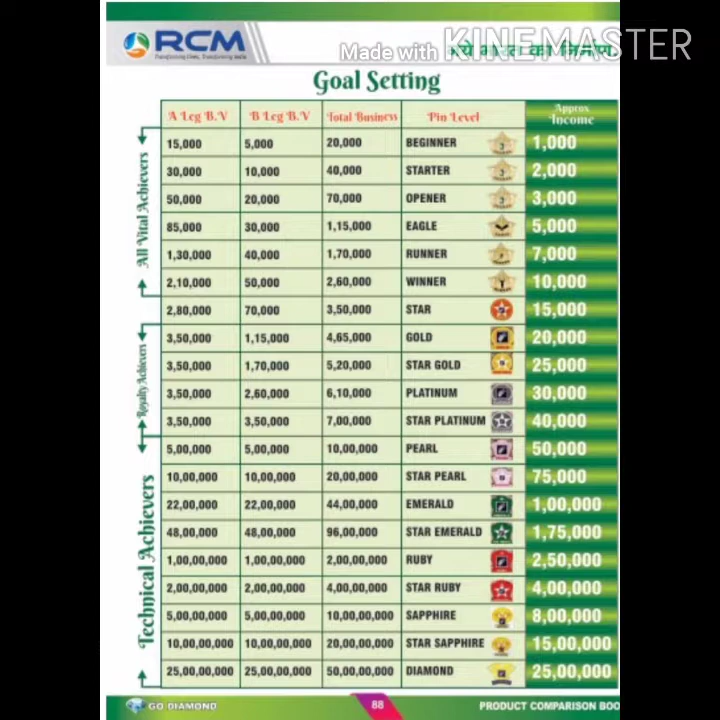 RCM
Transforming Lives, Transforming India
Made with KINEMASTER
Goal Setting
A Leg B.V B Leg B.V Total Business Pin Level Approx Income
All Vital Achievers
15,000 5,000 20,000 BEGINNER 1,000
30,000 10,000 40,000 STARTER 2,000
50,000 20,000 70,000 OPENER 3,000
85,000 30,000 1,15,000 EAGLE 5,000
1,30,000 40,000 1,70,000 RUNNER 7,000
2,10,000 50,000 2,60,000 WINNER 10,000
2,80,000 70,000 3,50,000 STAR 15,000
Royalty Achievers
3,50,000 1,15,000 4,65,000 GOLD 20,000
3,50,000 1,70,000 5,20,000 STAR GOLD 25,000
3,50,000 2,60,000 6,10,000 PLATINUM 30,000
3,50,000 3,50,000 7,00,000 STAR PLATINUM 40,000
Technical Achievers
5,00,000 5,00,000 10,00,000 PEARL 50,000
10,00,000 10,00,000 20,00,000 STAR PEARL 75,000
22,00,000 22,00,000 44,00,000 EMERALD 1,00,000
48,00,000 48,00,000 96,00,000 STAR EMERALD 1,75,000
1,00,00,000 1,00,00,000 2,00,00,000 RUBY 2,50,000
2,00,00,000 2,00,00,000 4,00,00,000 STAR RUBY 4,00,000
5,00,00,000 5,00,00,000 10,00,00,000 SAPPHIRE 8,00,000
10,00,00,000 10,00,00,000 20,00,00,000 STAR SAPPHIRE 15,00,000
25,00,00,000 25,00,00,000 50,00,00,000 DIAMOND 25,00,000
GO DIAMOND 88 PRODUCT COMPARISON BOO